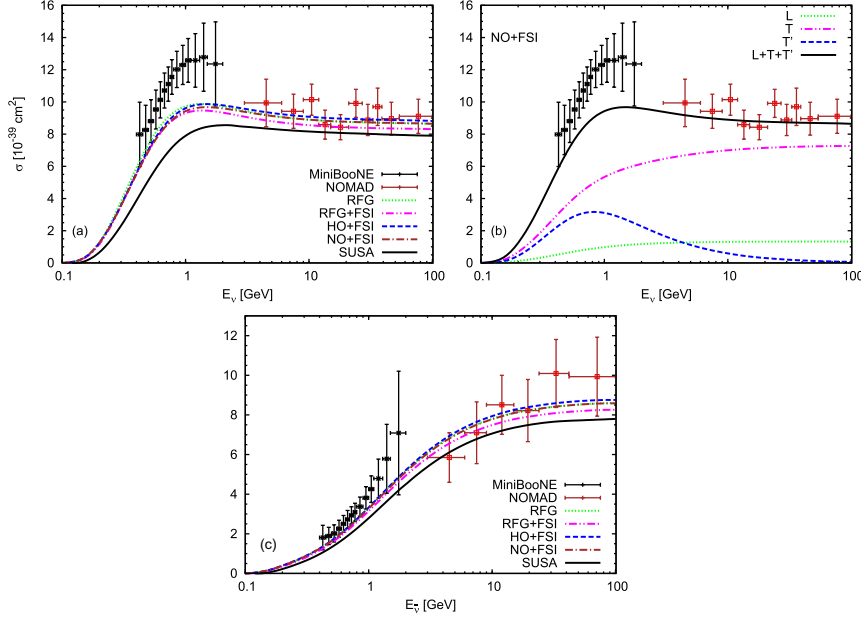 σ [10⁻³⁹ cm²]
16
14
12
10
8
6
4
2
0
(a)
MiniBooNE
NOMAD
RFG
RFG+FSI
HO+FSI
NO+FSI
SUSA
0.1 1 10 100
Eν [GeV]
16
14
12
10
8
6
4
2
0
NO+FSI
L
T
T'
L+T+T'
(b)
0.1 1 10 100
Eν [GeV]
12
10
8
6
4
2
0
(c)
MiniBooNE
NOMAD
RFG
RFG+FSI
HO+FSI
NO+FSI
SUSA
0.1 1 10 100
Eν̄ [GeV]